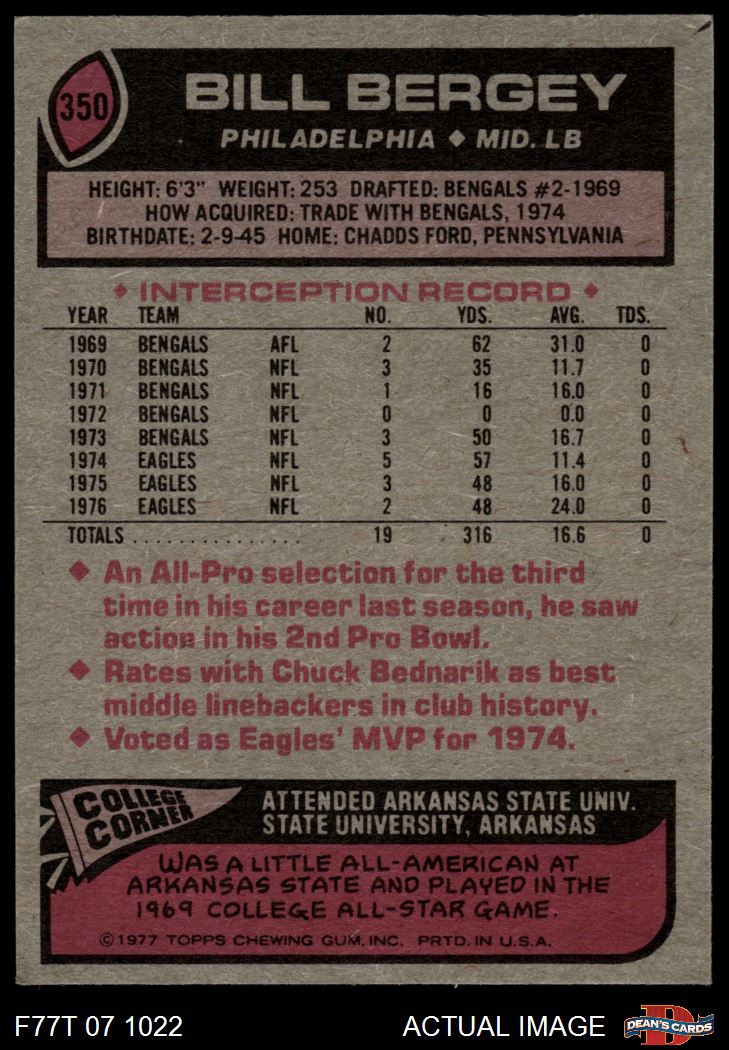 350
BILL BERGEY
PHILADELPHIA ♦ MID. LB
HEIGHT: 6'3" WEIGHT: 253 DRAFTED: BENGALS #2-1969
HOW ACQUIRED: TRADE WITH BENGALS, 1974
BIRTHDATE: 2-9-45 HOME: CHADDS FORD, PENNSYLVANIA
♦ INTERCEPTION RECORD ♦
YEAR TEAM NO. YDS. AVG. TDS.
1969 BENGALS AFL 2 62 31.0 0
1970 BENGALS NFL 3 35 11.7 0
1971 BENGALS NFL 1 16 16.0 0
1972 BENGALS NFL 0 0 0.0 0
1973 BENGALS NFL 3 50 16.7 0
1974 EAGLES NFL 5 57 11.4 0
1975 EAGLES NFL 3 48 16.0 0
1976 EAGLES NFL 2 48 24.0 0
TOTALS ............... 19 316 16.6 0
♦ An All-Pro selection for the third
time in his career last season, he saw
action in his 2nd Pro Bowl.
♦ Rates with Chuck Bednarik as best
middle linebackers in club history.
♦ Voted as Eagles' MVP for 1974.
COLLEGE
CORNER
ATTENDED ARKANSAS STATE UNIV.
STATE UNIVERSITY, ARKANSAS
WAS A LITTLE ALL-AMERICAN AT
ARKANSAS STATE AND PLAYED IN THE
1969 COLLEGE ALL-STAR GAME.
©1977 TOPPS CHEWING GUM, INC. PRTD. IN U.S.A.
F77T 07 1022 ACTUAL IMAGE
D
DEAN'S CARDS